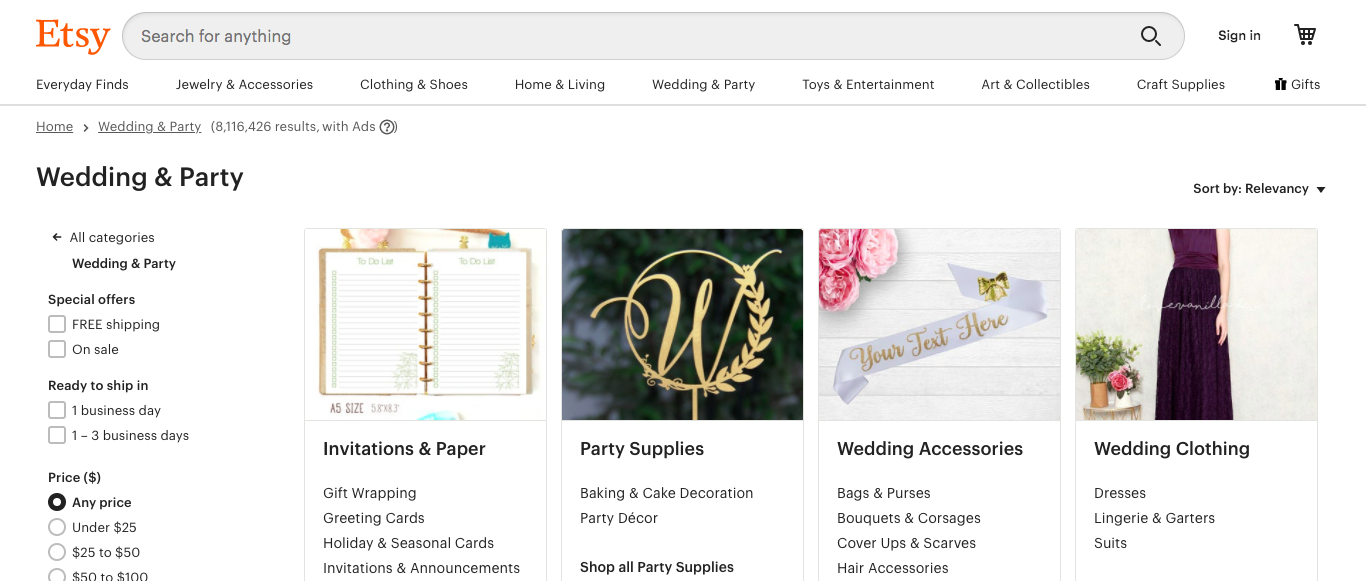 Etsy
Search for anything
Sign in
Everyday Finds
Jewelry & Accessories
Clothing & Shoes
Home & Living
Wedding & Party
Toys & Entertainment
Art & Collectibles
Craft Supplies
Gifts
Home
Wedding & Party
(8,116,426 results, with Ads ?)
Wedding & Party
Sort by: Relevancy
All categories
Wedding & Party
Special offers
FREE shipping
On sale
Ready to ship in
1 business day
1 – 3 business days
Price ($)
Any price
Under $25
$25 to $50
$50 to $100
To Do List
To Do List
A5 SIZE 5.8"X8.3"
Invitations & Paper
Gift Wrapping
Greeting Cards
Holiday & Seasonal Cards
Invitations & Announcements
W
Party Supplies
Baking & Cake Decoration
Party Décor
Shop all Party Supplies
Your Text Here
Wedding Accessories
Bags & Purses
Bouquets & Corsages
Cover Ups & Scarves
Hair Accessories
Wedding Clothing
Dresses
Lingerie & Garters
Suits